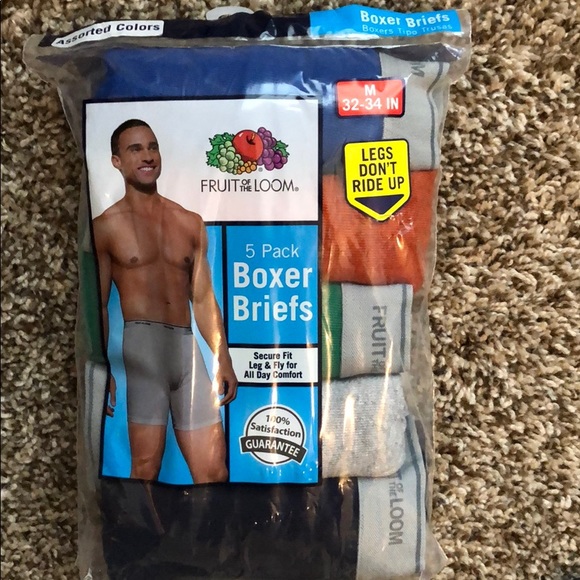 Assorted Colors
Boxer Briefs
Boxers Tipo Trusas
M
32-34 IN
M
LEGS
DON'T
RIDE UP
FRUIT OF THE LOOM®
5 Pack
Boxer
Briefs
Secure Fit
Leg & Fly for
All Day Comfort
100%
Satisfaction
GUARANTEE
FRUIT OF
OF THE LOOM